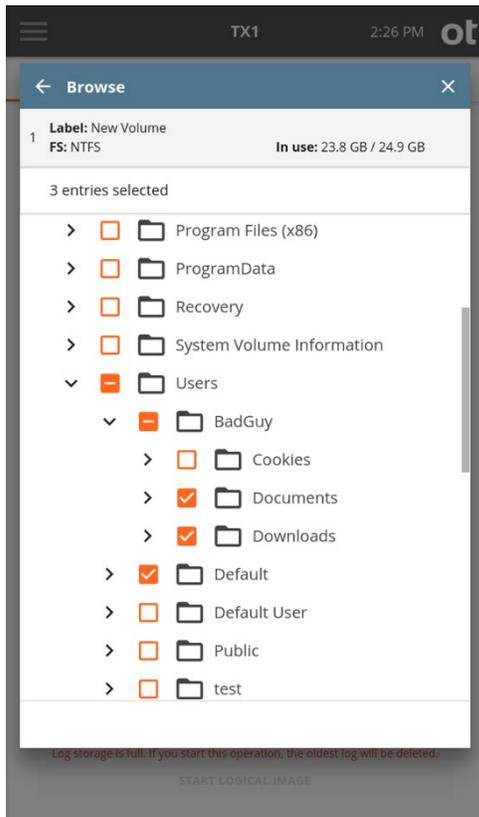 TX1 2:26 PM ot
Browse
1 Label: New Volume
FS: NTFS In use: 23.8 GB / 24.9 GB
3 entries selected
Program Files (x86)
ProgramData
Recovery
System Volume Information
Users
BadGuy
Cookies
Documents
Downloads
Default
Default User
Public
test
Log storage is full. If you start this operation, the oldest log will be deleted.
START LOGICAL IMAGE